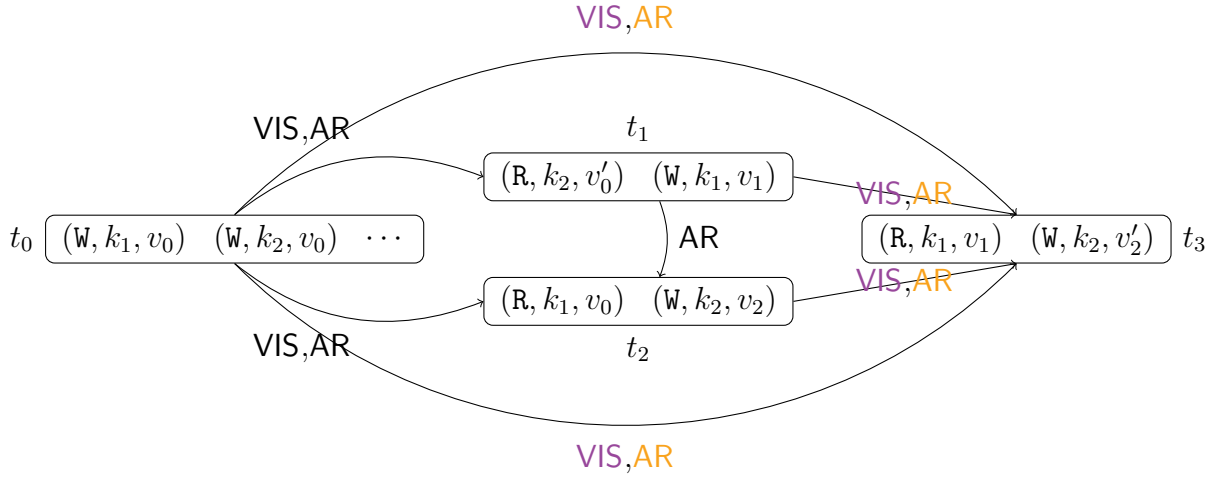 VIS,AR
VIS,AR
t₁
(R, k₂, v′₀) (W, k₁, v₁)
VIS,AR
t₀ (W, k₁, v₀) (W, k₂, v₀) ⋯
AR
(R, k₁, v₁) (W, k₂, v′₂) t₃
VIS,AR
(R, k₁, v₀) (W, k₂, v₂)
VIS,AR
t₂
VIS,AR